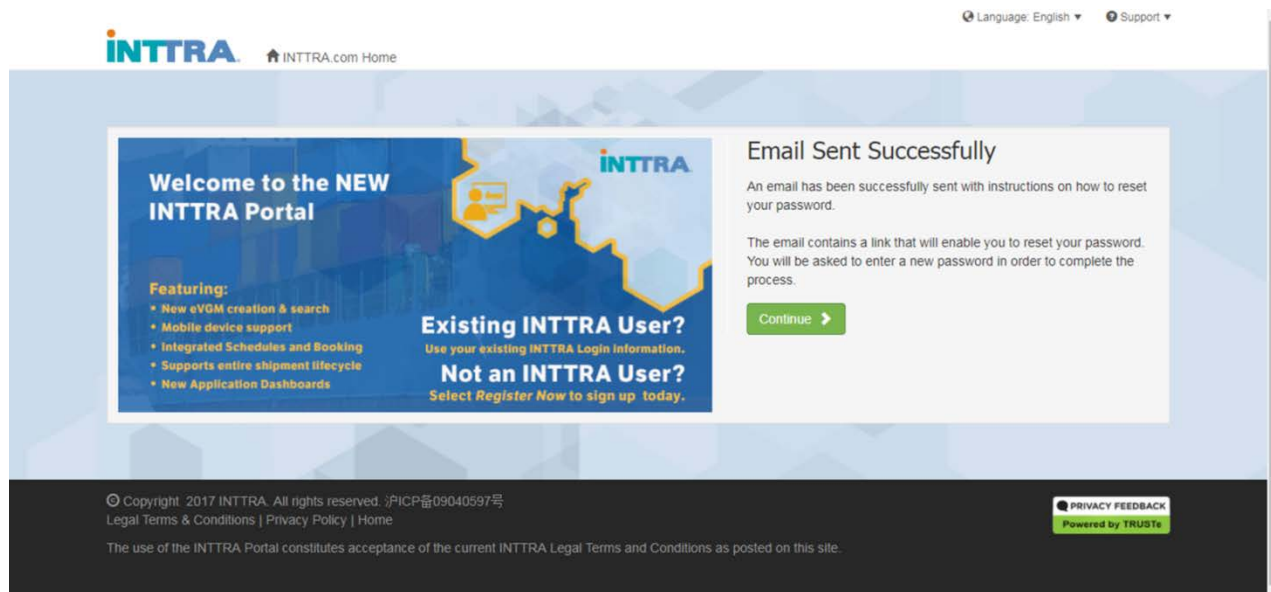 Language: English
Support
INTTRA
INTTRA.com Home
INTTRA
Welcome to the NEW
INTTRA Portal
Featuring:
• New eVGM creation & search
• Mobile device support
• Integrated Schedules and Booking
• Supports entire shipment lifecycle
• New Application Dashboards
Existing INTTRA User?
Use your existing INTTRA Login Information.
Not an INTTRA User?
Select Register Now to sign up today.
Email Sent Successfully
An email has been successfully sent with instructions on how to reset
your password.
The email contains a link that will enable you to reset your password.
You will be asked to enter a new password in order to complete the
process.
Continue
© Copyright 2017 INTTRA. All rights reserved. 沪ICP备09040597号
Legal Terms & Conditions | Privacy Policy | Home
The use of the INTTRA Portal constitutes acceptance of the current INTTRA Legal Terms and Conditions as posted on this site.
PRIVACY FEEDBACK
Powered by TRUSTe